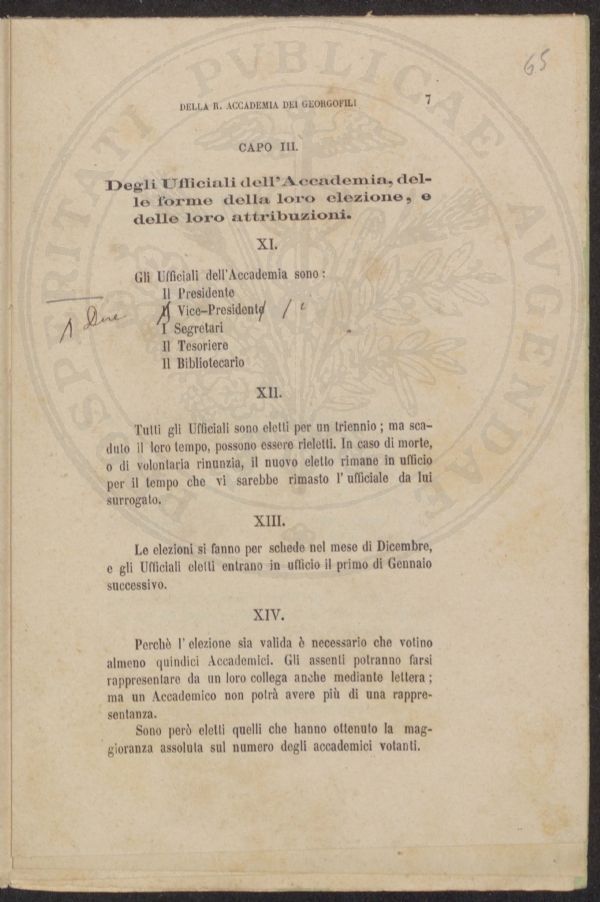 65
DELLA R. ACCADEMIA DEI GEORGOFILI 7
CAPO III.
Degli Ufficiali dell'Accademia, del-
le forme della loro elezione, e
delle loro attribuzioni.
XI.
Gli Ufficiali dell'Accademia sono:
Il Presidente
Il Vice-Presidente / i
I Due
I Segretari
Il Tesoriere
Il Bibliotecario
XII.
Tutti gli Ufficiali sono eletti per un triennio; ma sca-
duto il loro tempo, possono essere rieletti. In caso di morte,
o di volontaria rinunzia, il nuovo eletto rimane in ufficio
per il tempo che vi sarebbe rimasto l'ufficiale da lui
surrogato.
XIII.
Le elezioni si fanno per schede nel mese di Dicembre,
e gli Ufficiali eletti entrano in ufficio il primo di Gennaio
successivo.
XIV.
Perchè l'elezione sia valida è necessario che votino
almeno quindici Accademici. Gli assenti potranno farsi
rappresentare da un loro collega anche mediante lettera;
ma un Accademico non potrà avere più di una rappre-
sentanza.
Sono però eletti quelli che hanno ottenuto la mag-
gioranza assoluta sul numero degli accademici votanti.
PROSPERITATI PVBLICAE AVGENDAE